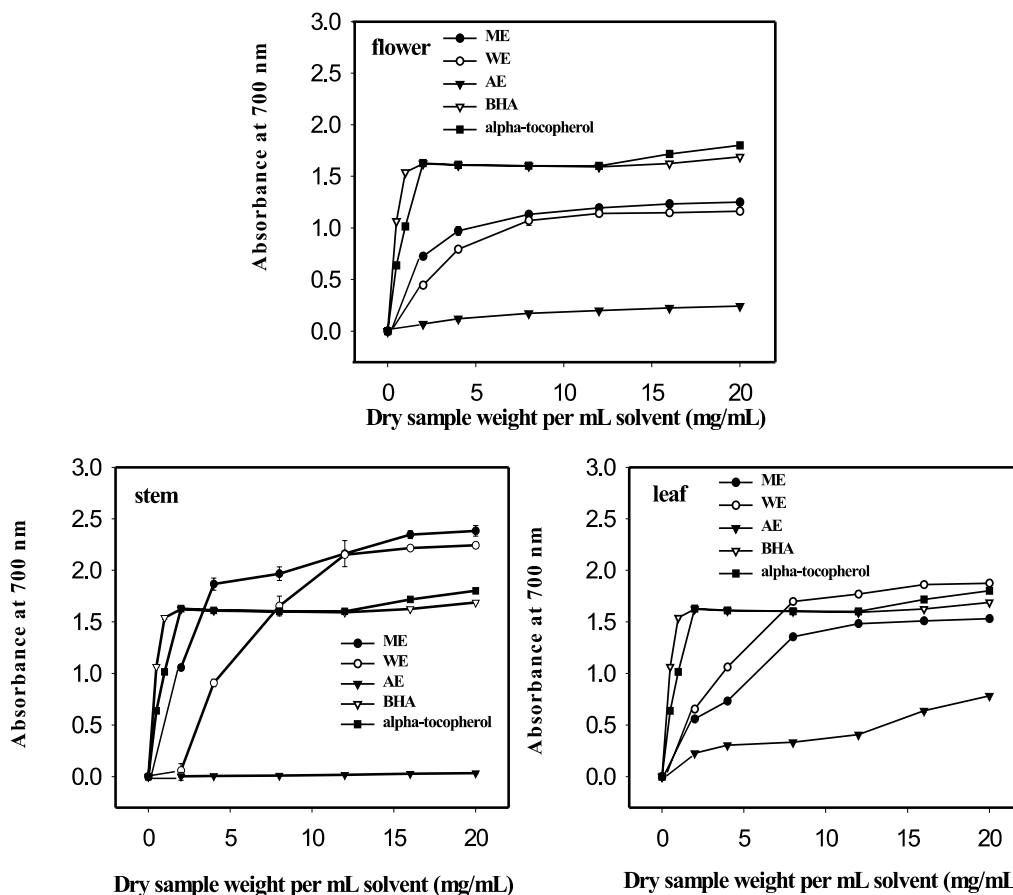 flower
ME
WE
AE
BHA
alpha-tocopherol
Absorbance at 700 nm
3.0
2.5
2.0
1.5
1.0
0.5
0.0
0 5 10 15 20
Dry sample weight per mL solvent (mg/mL)
stem
ME
WE
AE
BHA
alpha-tocopherol
Absorbance at 700 nm
3.0
2.5
2.0
1.5
1.0
0.5
0.0
0 5 10 15 20
Dry sample weight per mL solvent (mg/mL)
leaf
ME
WE
AE
BHA
alpha-tocopherol
Absorbance at 700 nm
3.0
2.5
2.0
1.5
1.0
0.5
0.0
0 5 10 15 20
Dry sample weight per mL solvent (mg/mL